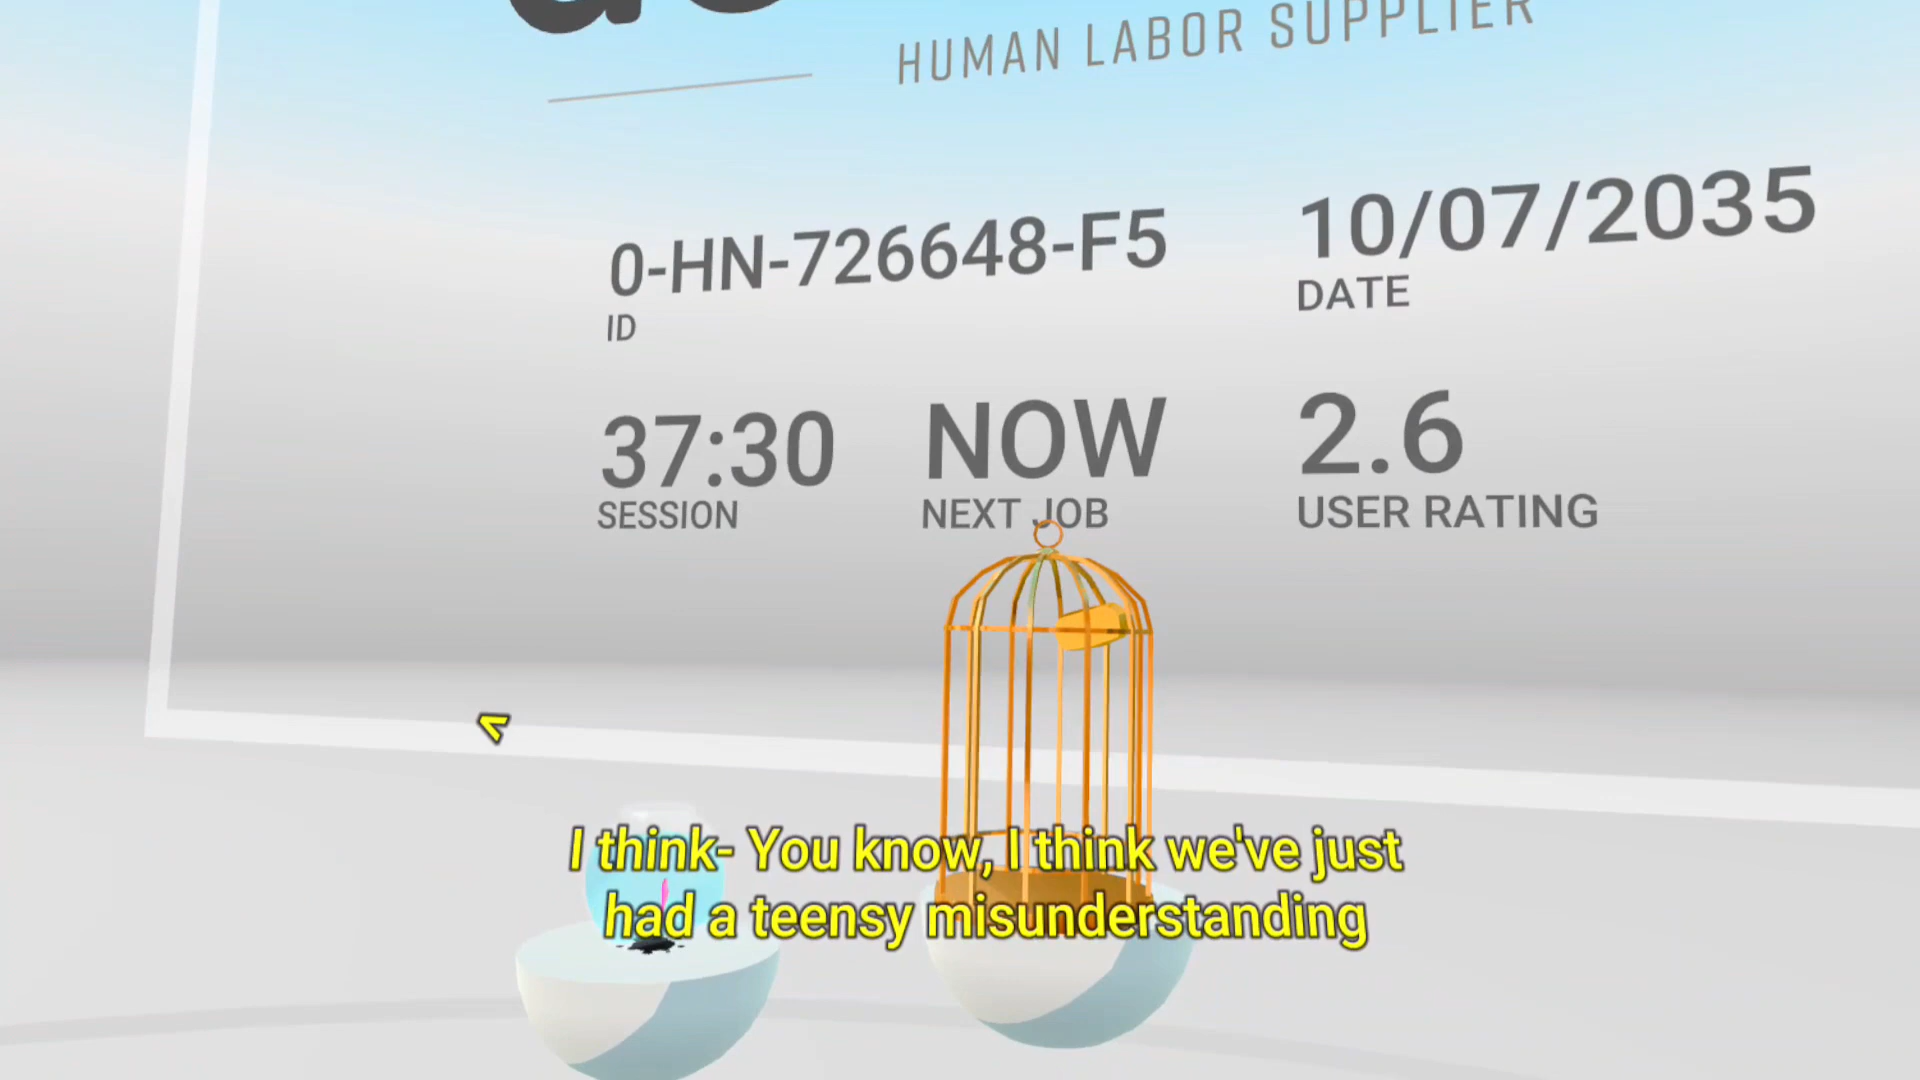 HUMAN LABOR SUPPLIER
0-HN-726648-F5
10/07/2035
ID
DATE
37:30
NOW
2.6
SESSION
NEXT JOB
USER RATING
I think- You know, I think we've just
had a teensy misunderstanding